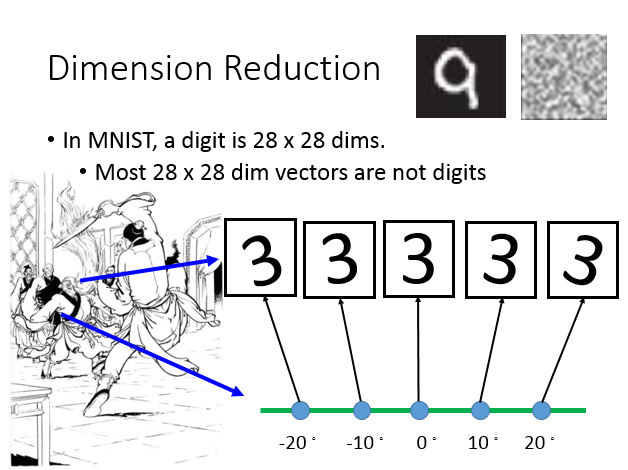 Dimension Reduction
9
• In MNIST, a digit is 28 x 28 dims.
• Most 28 x 28 dim vectors are not digits
3 3 3 3 3
-20 ° -10 ° 0 ° 10 ° 20 °